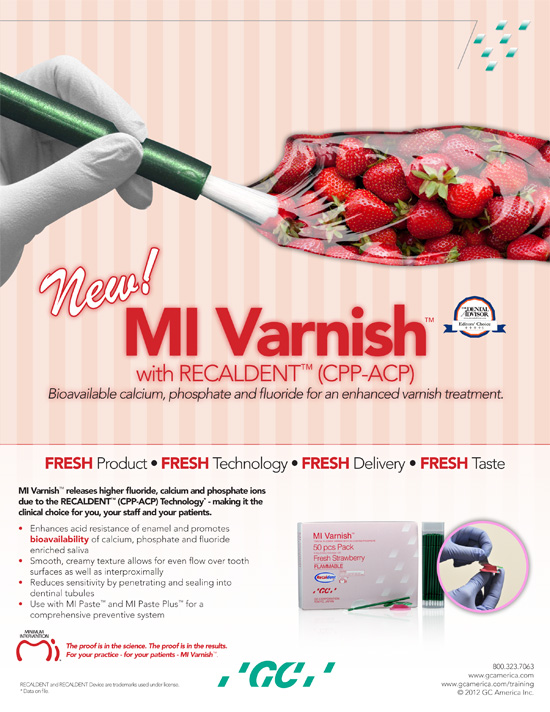 New!
THE DENTAL
ADVISOR
Editors' Choice
MI Varnish™
with RECALDENT™ (CPP-ACP)
Bioavailable calcium, phosphate and fluoride for an enhanced varnish treatment.
FRESH Product • FRESH Technology • FRESH Delivery • FRESH Taste
MI Varnish™ releases higher fluoride, calcium and phosphate ions
due to the RECALDENT™ (CPP-ACP) Technology* - making it the
clinical choice for you, your staff and your patients.
• Enhances acid resistance of enamel and promotes
bioavailability of calcium, phosphate and fluoride
enriched saliva
• Smooth, creamy texture allows for even flow over tooth
surfaces as well as interproximally
• Reduces sensitivity by penetrating and sealing into
dentinal tubules
• Use with MI Paste™ and MI Paste Plus™ for a
comprehensive preventive system
MI Varnish™
50 pcs Pack
Fresh Strawberry
FLAMMABLE
Recaldent
GC
MINIMUM
INTERVENTION
The proof is in the science. The proof is in the results.
For your practice - for your patients - MI Varnish™.
RECALDENT and RECALDENT Device are trademarks used under license.
* Data on file.
GC
800.323.7063
www.gcamerica.com
www.gcamerica.com/training
© 2012 GC America Inc.